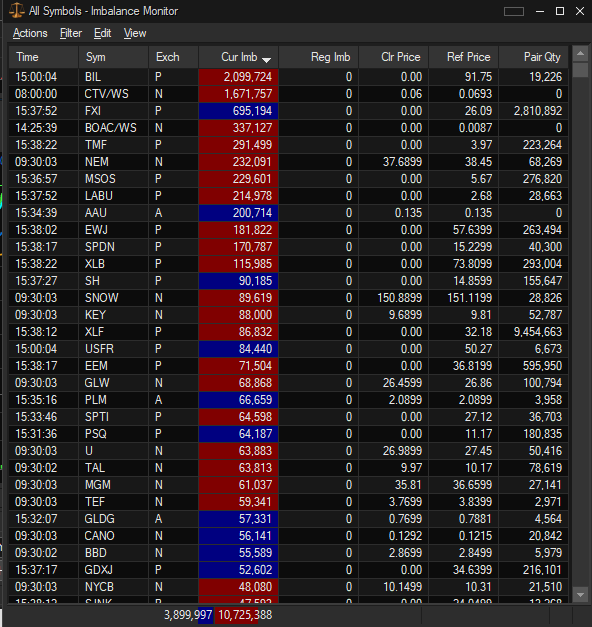 All Symbols - Imbalance Monitor
Actions Filter Edit View
Time Sym Exch Cur Imb Reg Imb Clr Price Ref Price Pair Qty
15:00:04 BIL P 2,099,724 0 0.00 91.75 19,226
08:00:00 CTV/WS N 1,671,757 0 0.06 0.0693 0
15:37:52 FXI P 695,194 0 0.00 26.09 2,810,892
14:25:39 BOAC/WS N 337,127 0 0.00 0.0087 0
15:38:22 TMF P 291,499 0 0.00 3.97 223,264
09:30:03 NEM N 232,091 0 37.6899 38.45 68,269
15:36:57 MSOS P 229,601 0 0.00 5.67 276,820
15:37:52 LABU P 214,978 0 0.00 2.68 28,663
15:34:39 AAU A 200,714 0 0.135 0.135 0
15:38:02 EWJ P 181,822 0 0.00 57.6399 263,494
15:38:17 SPDN P 170,787 0 0.00 15.2299 40,300
15:38:22 XLB P 115,985 0 0.00 73.8099 293,004
15:37:27 SH P 90,185 0 0.00 14.8599 155,647
09:30:03 SNOW N 89,619 0 150.8899 151.1199 28,826
09:30:03 KEY N 88,000 0 9.6899 9.81 52,787
15:38:12 XLF P 86,832 0 0.00 32.18 9,454,663
15:00:04 USFR P 84,440 0 0.00 50.27 6,673
15:38:17 EEM P 71,504 0 0.00 36.8199 595,950
09:30:03 GLW N 68,868 0 26.4599 26.86 100,794
15:35:16 PLM A 66,659 0 2.0899 2.0899 3,958
15:33:46 SPTI P 64,598 0 0.00 27.12 36,703
15:31:36 PSQ P 64,187 0 0.00 11.17 180,835
09:30:03 U N 63,883 0 26.9899 27.45 50,416
09:30:02 TAL N 63,813 0 9.97 10.17 78,619
09:30:03 MGM N 61,037 0 35.81 36.6599 27,141
09:30:03 TEF N 59,341 0 3.7699 3.8399 2,971
15:32:07 GLDG A 57,331 0 0.7699 0.7881 4,564
09:30:03 CANO N 56,141 0 0.1292 0.1215 20,842
09:30:02 BBD N 55,589 0 2.8699 2.8499 5,979
15:37:17 GDXJ P 52,602 0 0.00 34.6399 216,101
09:30:03 NYCB N 48,080 0 10.1499 10.31 21,510
3,899,997 10,725,388